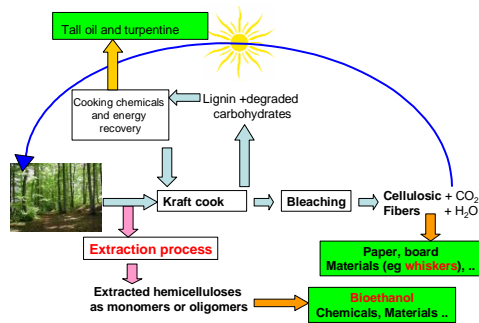 Tall oil and turpentine
Cooking chemicals
and energy
recovery
Lignin +degraded
carbohydrates
Kraft cook
Bleaching
Cellulosic + CO2
Fibers + H2O
Extraction process
Paper, board
Materials (eg whiskers), ..
Extracted hemicelluloses
as monomers or oligomers
Bioethanol
Chemicals, Materials ..